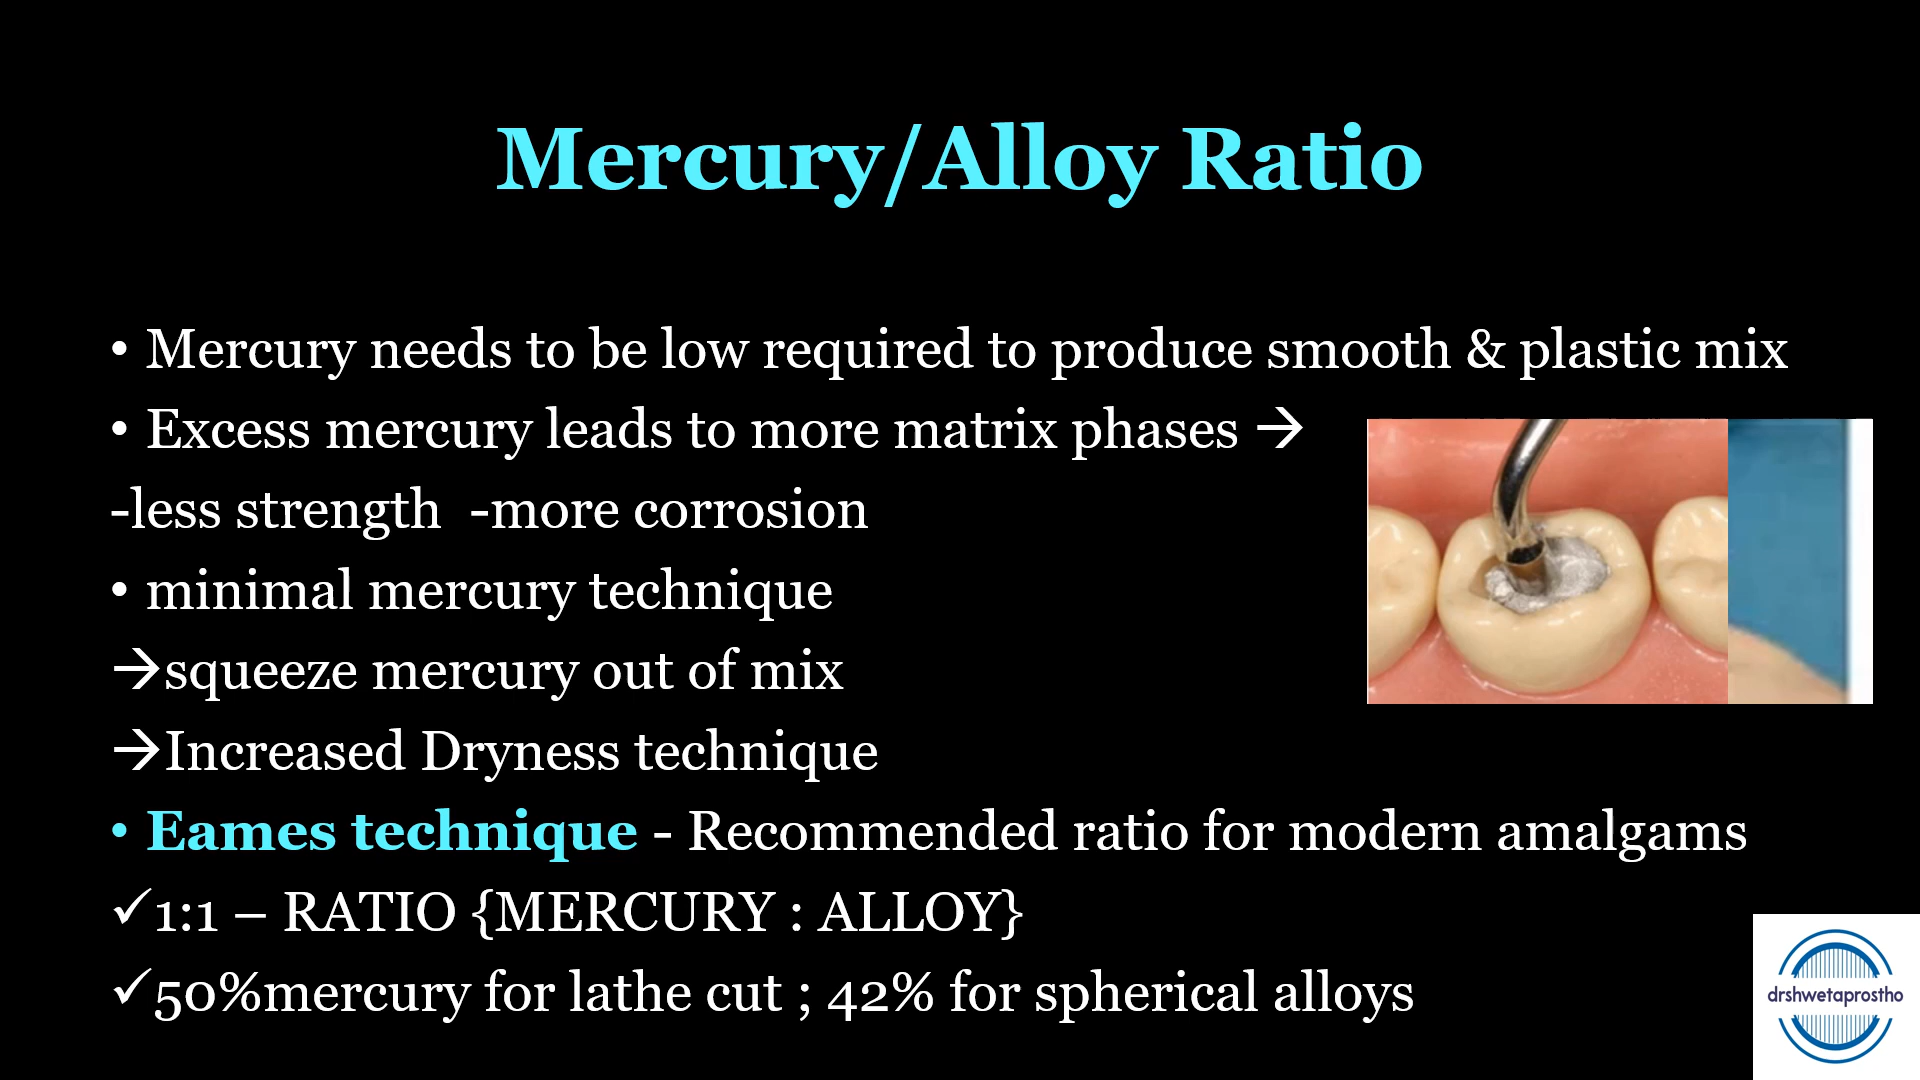 Mercury/Alloy Ratio
• Mercury needs to be low required to produce smooth & plastic mix
• Excess mercury leads to more matrix phases →
-less strength  -more corrosion
• minimal mercury technique
→squeeze mercury out of mix
→Increased Dryness technique
• Eames technique - Recommended ratio for modern amalgams
✓1:1 – RATIO {MERCURY : ALLOY}
✓50%mercury for lathe cut ; 42% for spherical alloys
drshwetaprostho